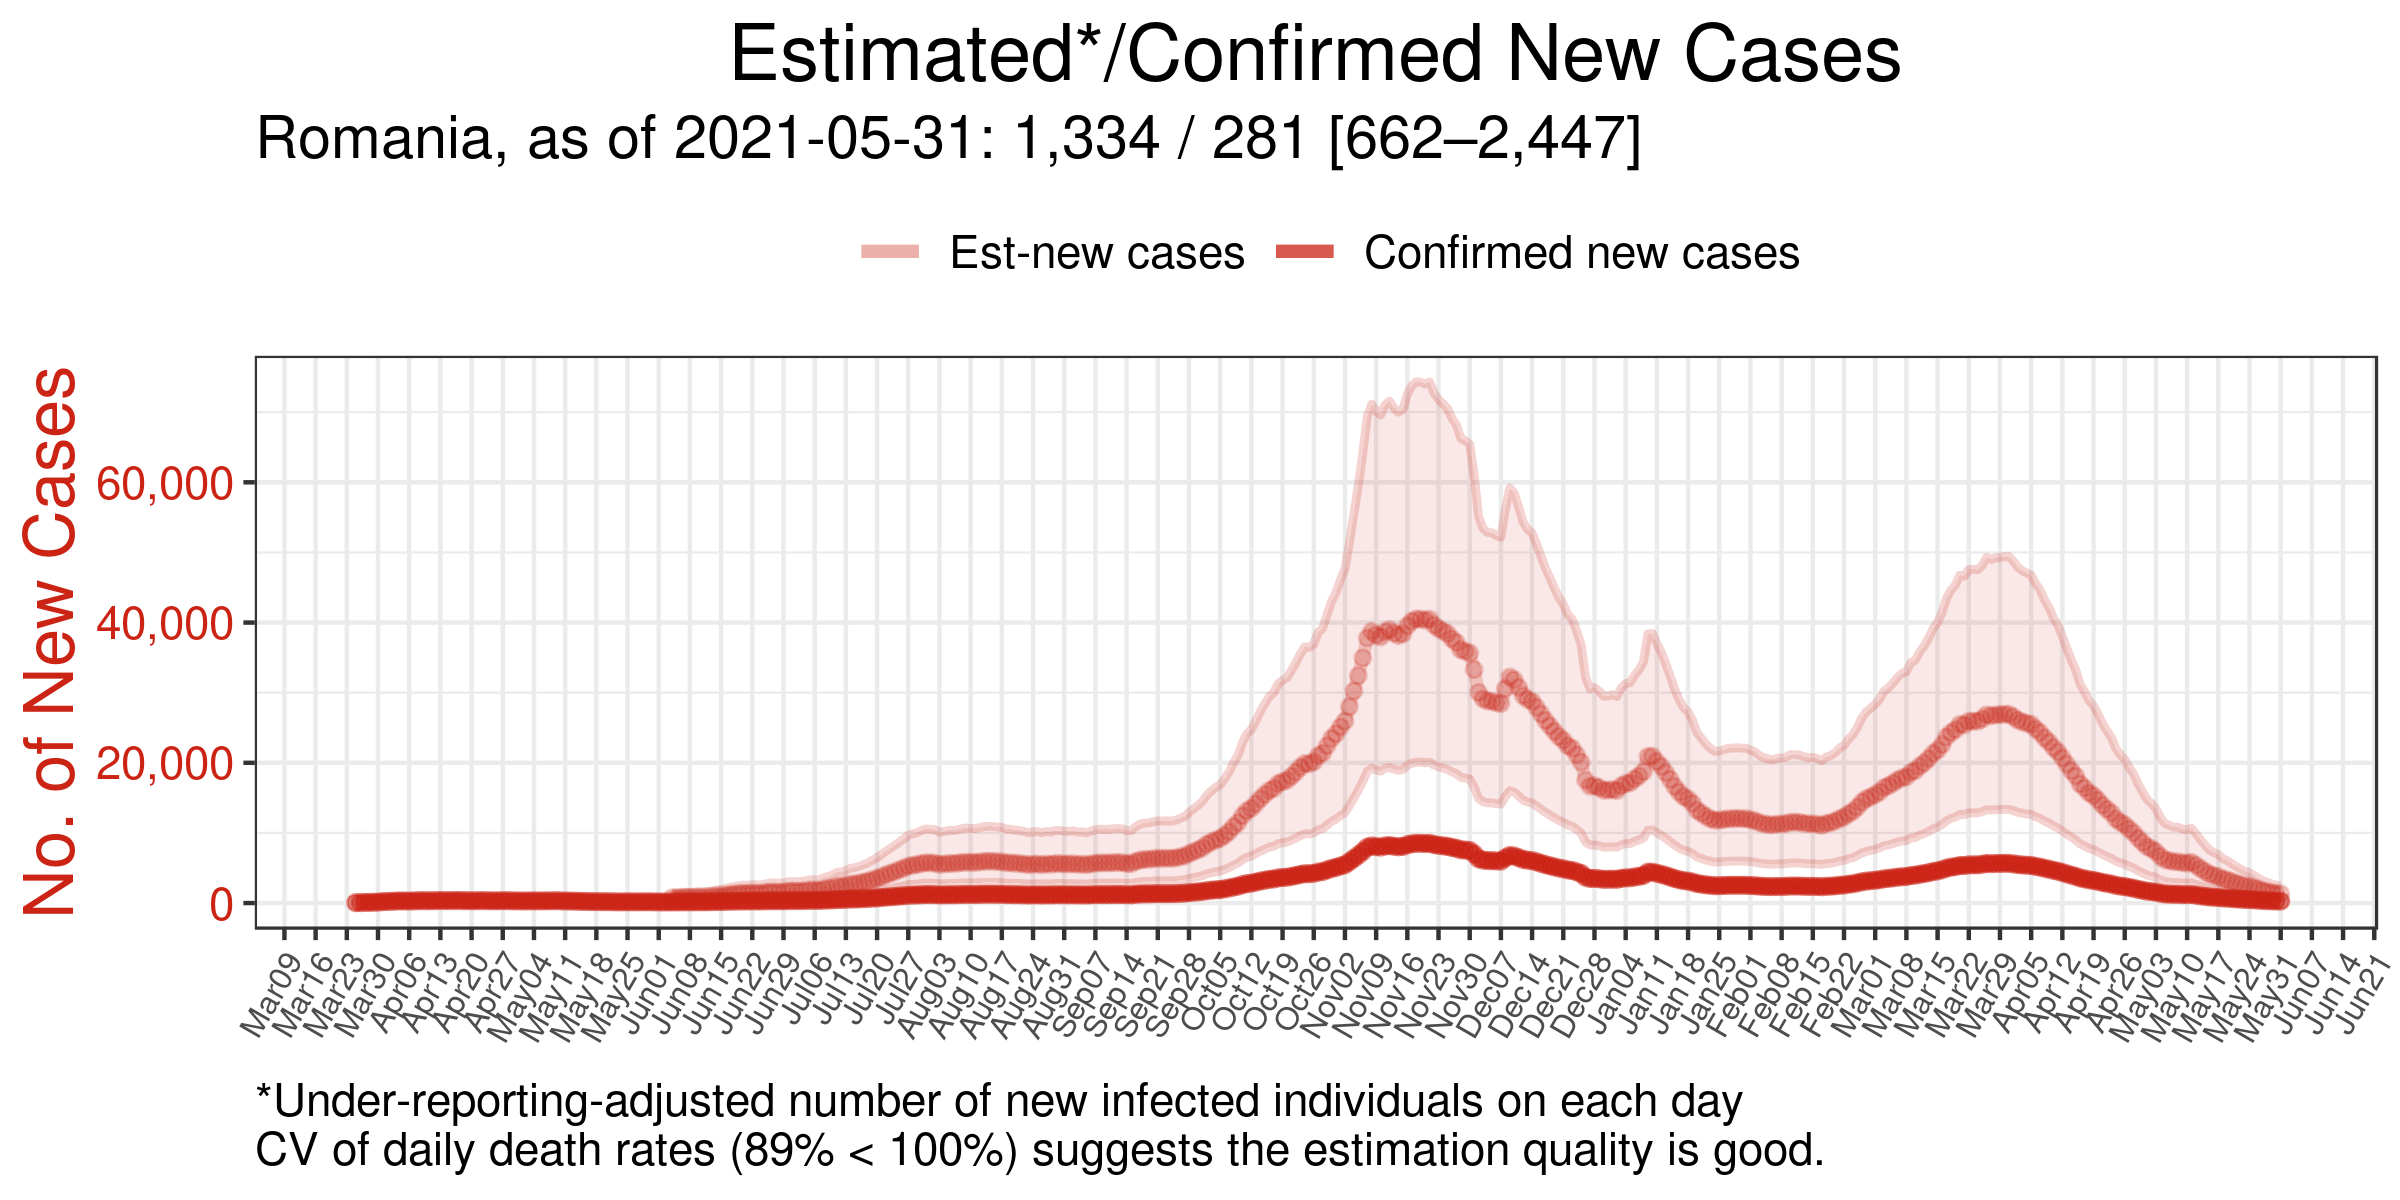 Estimated*/Confirmed New Cases
Romania, as of 2021-05-31: 1,334 / 281 [662–2,447]
Est-new cases Confirmed new cases
No. of New Cases
60,000
40,000
20,000
0
Mar09 Mar16 Mar23 Mar30 Apr06 Apr13 Apr20 Apr27 May04 May11 May18 May25 Jun01 Jun08 Jun15 Jun22 Jun29 Jul06 Jul13 Jul20 Jul27 Aug03 Aug10 Aug17 Aug24 Aug31 Sep07 Sep14 Sep21 Sep28 Oct05 Oct12 Oct19 Oct26 Nov02 Nov09 Nov16 Nov23 Nov30 Dec07 Dec14 Dec21 Dec28 Jan04 Jan11 Jan18 Jan25 Feb01 Feb08 Feb15 Feb22 Mar01 Mar08 Mar15 Mar22 Mar29 Apr05 Apr12 Apr19 Apr26 May03 May10 May17 May24 May31 Jun07 Jun14 Jun21
*Under-reporting-adjusted number of new infected individuals on each day
CV of daily death rates (89% < 100%) suggests the estimation quality is good.